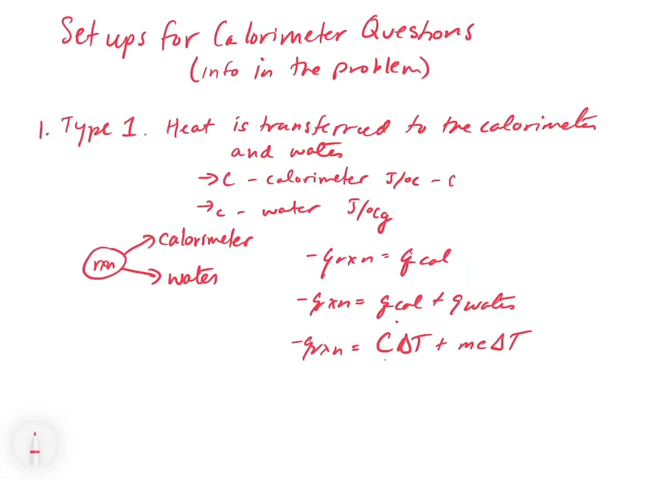 Set ups for Calorimeter Questions
(info in the problem)
1. Type 1. Heat is transferred to the calorimeter
and water
→ C - calorimeter J/°C - C
→ c - water J/°Cg
rxn → calorimeter
→ water
-qrxn = qcal
-qrxn = qcal + qwater
-qrxn = CΔT + mcΔT